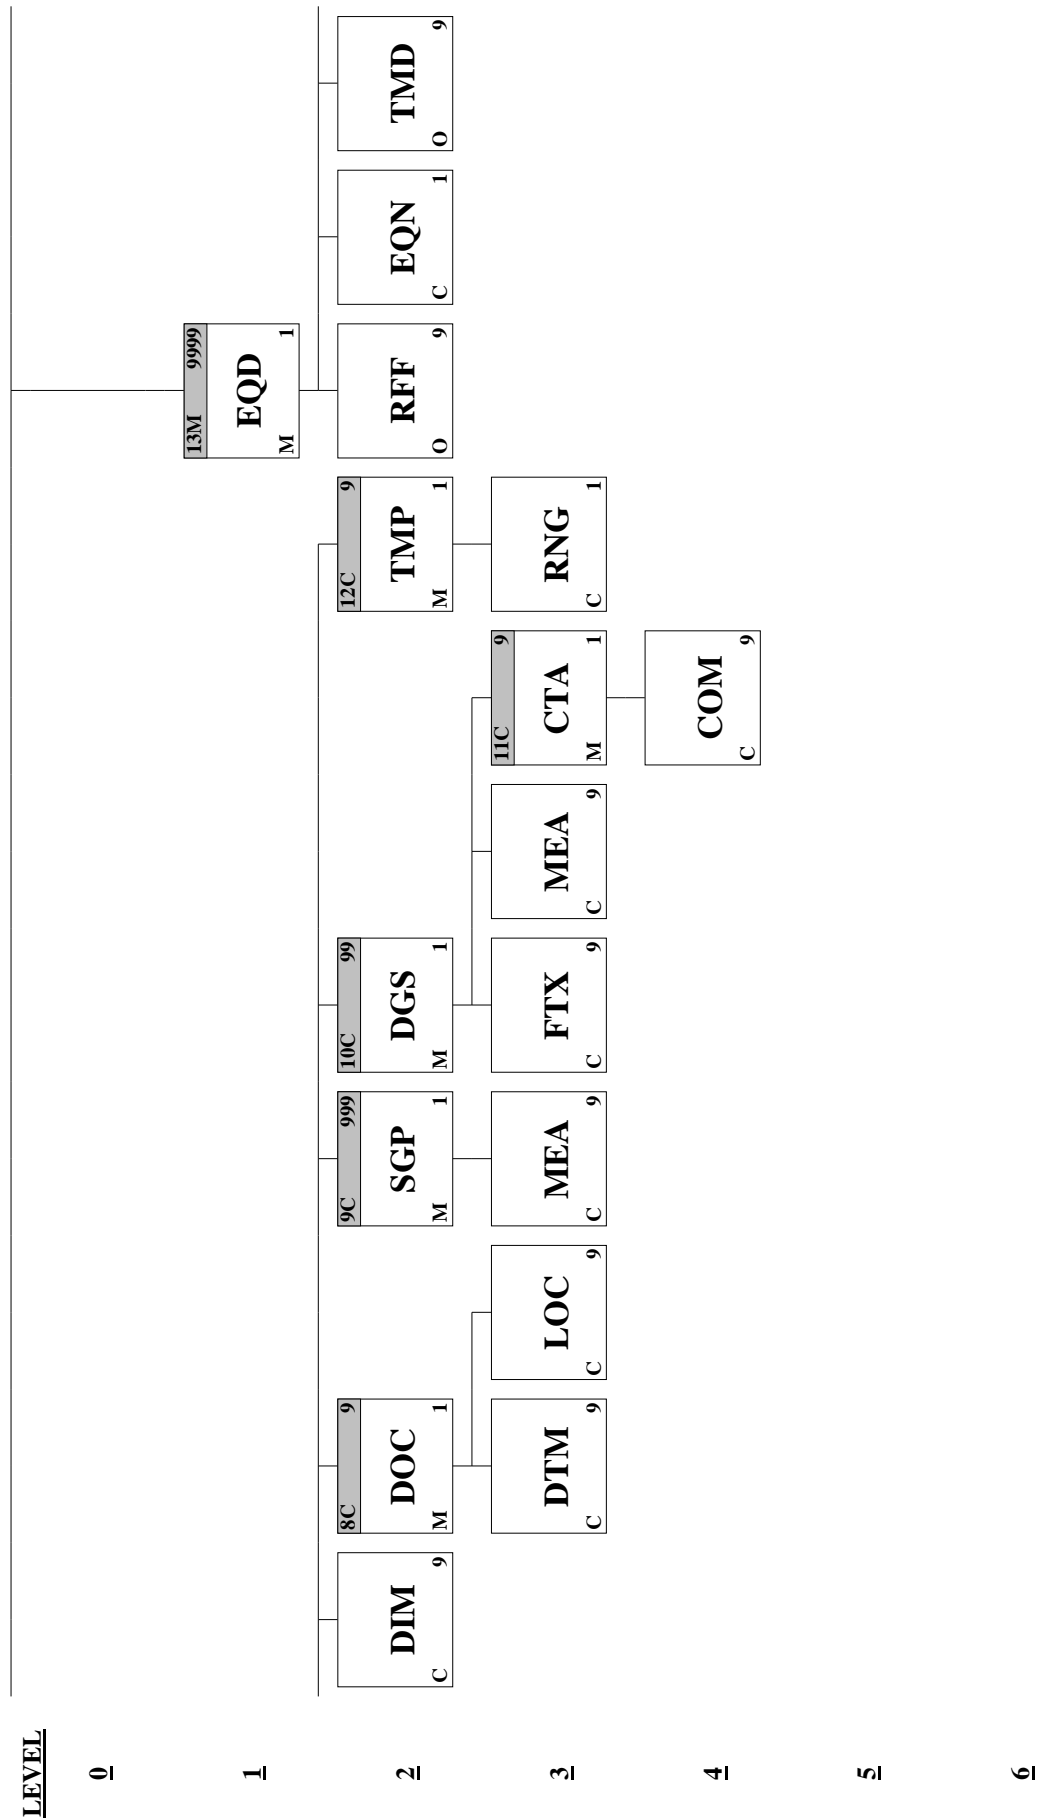 LEVEL
0
1
13M 9999
EQD
M 1
2
DIM
C 9
8C 9
DOC
M 1
9C 999
SGP
M 1
10C 99
DGS
M 1
12C 9
TMP
M 1
RFF
O 9
EQN
C 1
TMD
O 9
3
DTM
C 9
LOC
C 9
MEA
C 9
FTX
C 9
MEA
C 9
11C 9
CTA
M 1
RNG
C 1
4
COM
C 9
5
6